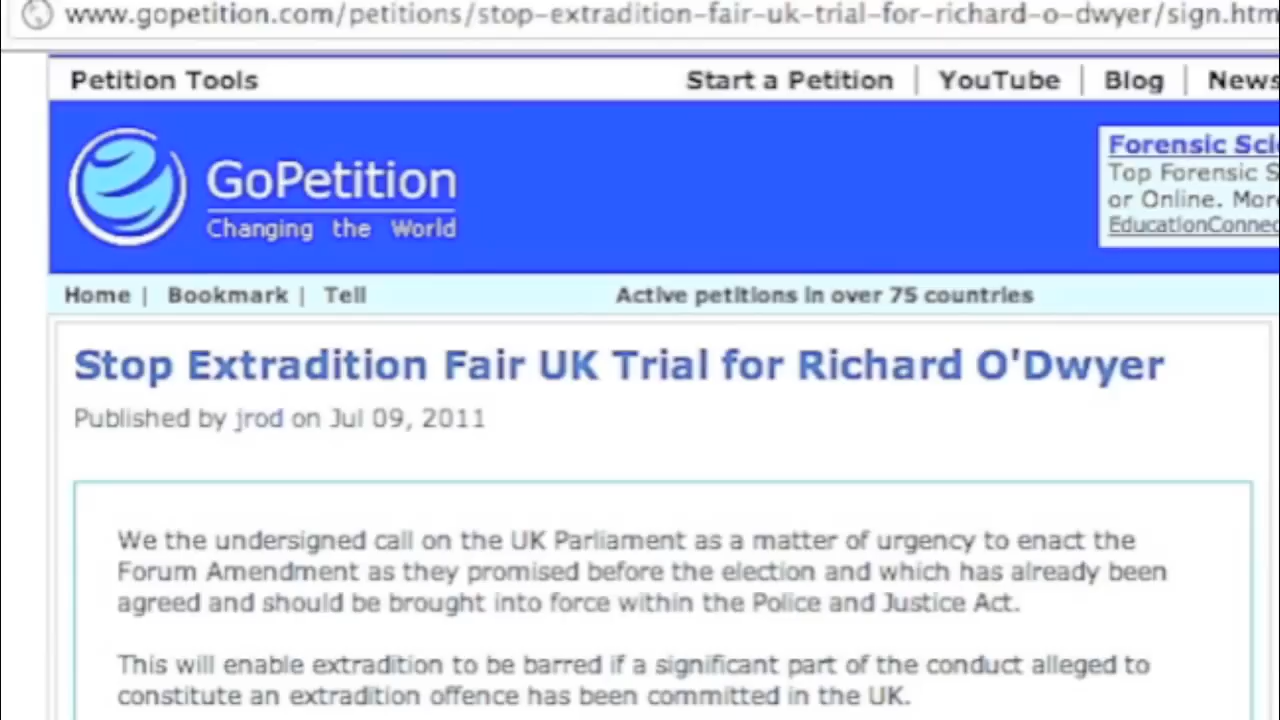 www.gopetition.com/petitions/stop-extradition-fair-uk-trial-for-richard-o-dwyer/sign.htm
Petition Tools
Start a Petition | YouTube | Blog | News
GoPetition
Changing the World
Forensic Sci
Top Forensic S
or Online. More
EducationConnec
Home | Bookmark | Tell
Active petitions in over 75 countries
Stop Extradition Fair UK Trial for Richard O'Dwyer
Published by jrod on Jul 09, 2011
We the undersigned call on the UK Parliament as a matter of urgency to enact the
Forum Amendment as they promised before the election and which has already been
agreed and should be brought into force within the Police and Justice Act.
This will enable extradition to be barred if a significant part of the conduct alleged to
constitute an extradition offence has been committed in the UK.